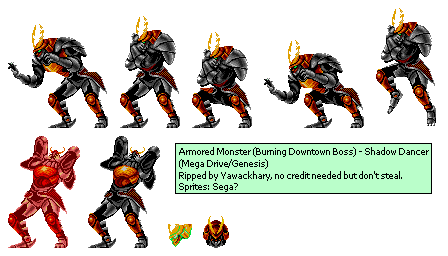 Armored Monster (Burning Downtown Boss) - Shadow Dancer
(Mega Drive/Genesis)
Ripped by Yawackhary, no credit needed but don't steal.
Sprites: Sega?